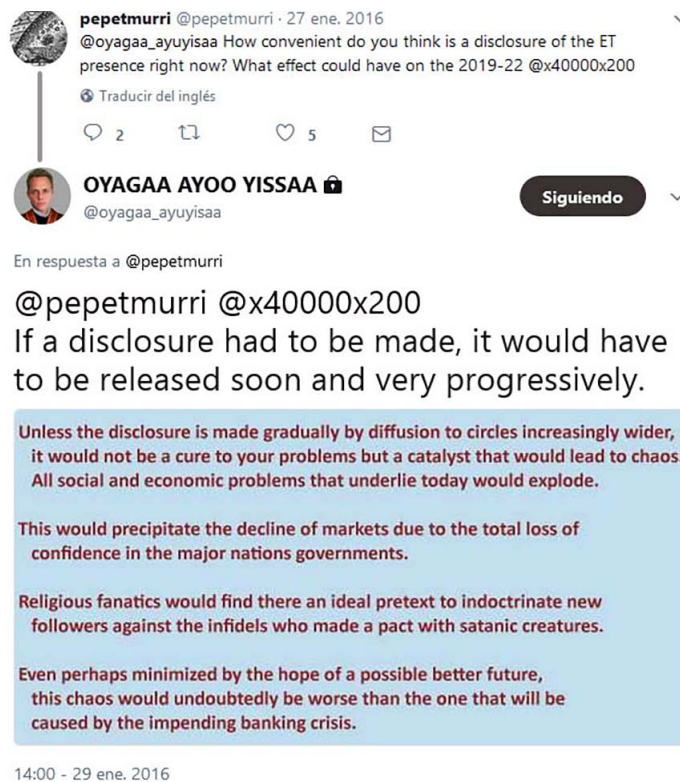 pepetmurri @pepetmurri · 27 ene. 2016
@oyagaa_ayuyisaa How convenient do you think is a disclosure of the ET
presence right now? What effect could have on the 2019-22 @x40000x200
Traducir del inglés
2 5
OYAGAA AYOO YISSAA
@oyagaa_ayuyisaa
Siguiendo
En respuesta a @pepetmurri
@pepetmurri @x40000x200
If a disclosure had to be made, it would have
to be released soon and very progressively.
Unless the disclosure is made gradually by diffusion to circles increasingly wider,
it would not be a cure to your problems but a catalyst that would lead to chaos.
All social and economic problems that underlie today would explode.
This would precipitate the decline of markets due to the total loss of
confidence in the major nations governments.
Religious fanatics would find there an ideal pretext to indoctrinate new
followers against the infidels who made a pact with satanic creatures.
Even perhaps minimized by the hope of a possible better future,
this chaos would undoubtedly be worse than the one that will be
caused by the impending banking crisis.
14:00 - 29 ene. 2016